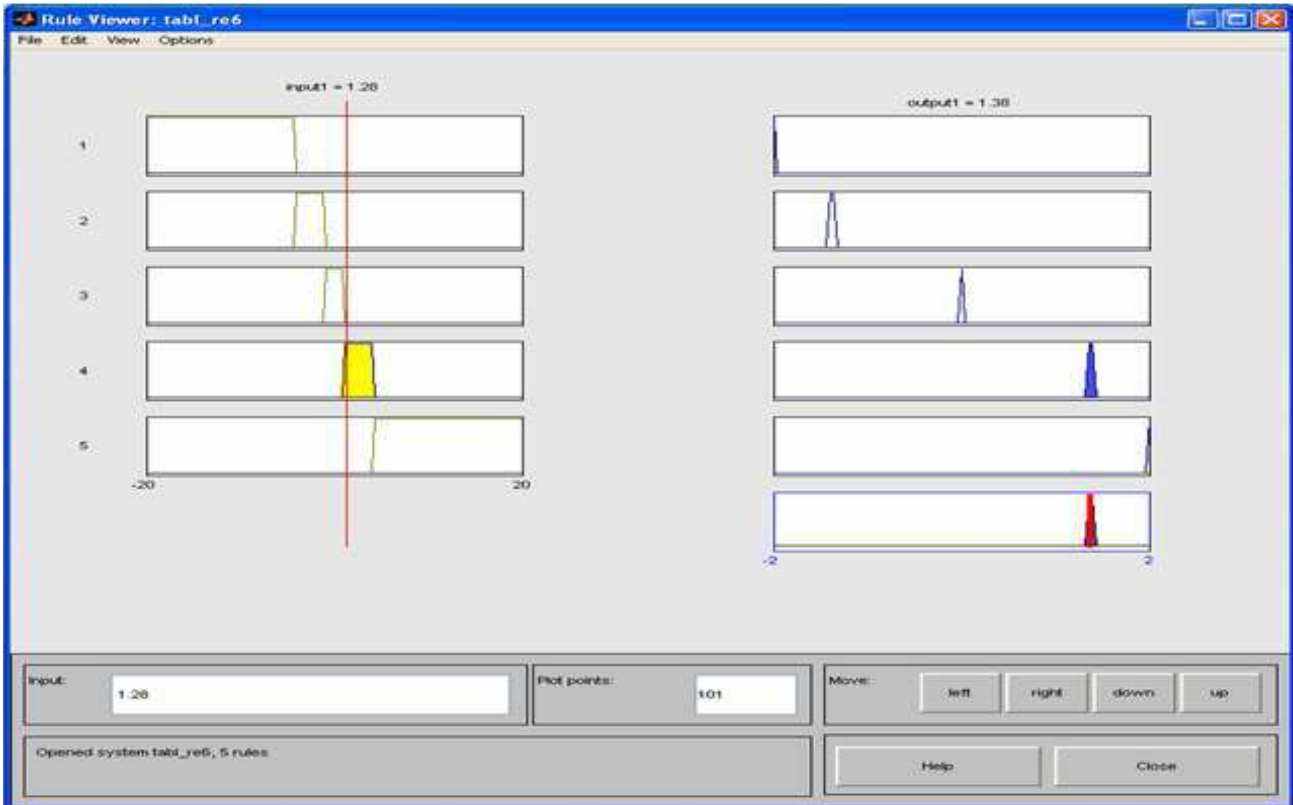 Rule Viewer: tabl_re6
File Edit View Options
input1 = 1.28
output1 = 1.38
1
2
3
4
5
-20 20
-2 2
Input: 1.28
Plot points: 101
Move: left right down up
Opened system tabl_re6, 5 rules
Help Close